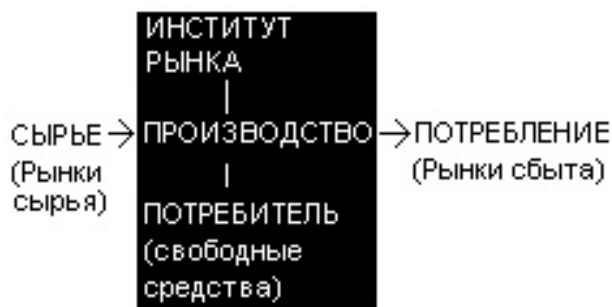 ИНСТИТУТ
РЫНКА
СЫРЬЕ → ПРОИЗВОДСТВО → ПОТРЕБЛЕНИЕ
(Рынки
сырья)
(Рынки сбыта)
ПОТРЕБИТЕЛЬ
(свободные
средства)